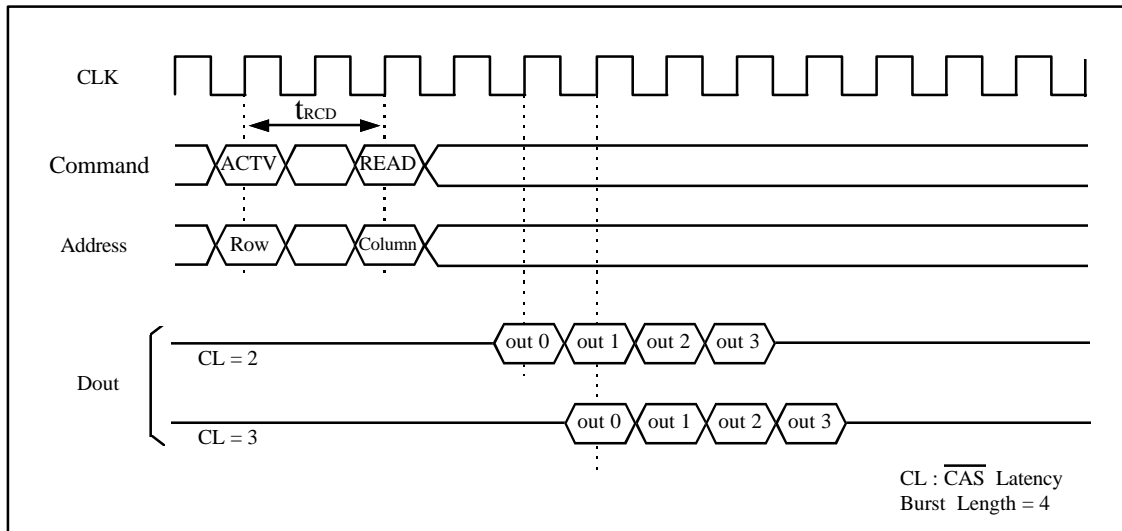 CLK
tRCD
Command
ACTV
READ
Address
Row
Column
out 0
out 1
out 2
out 3
CL = 2
Dout
out 0
out 1
out 2
out 3
CL = 3
CL : CAS Latency
Burst Length = 4